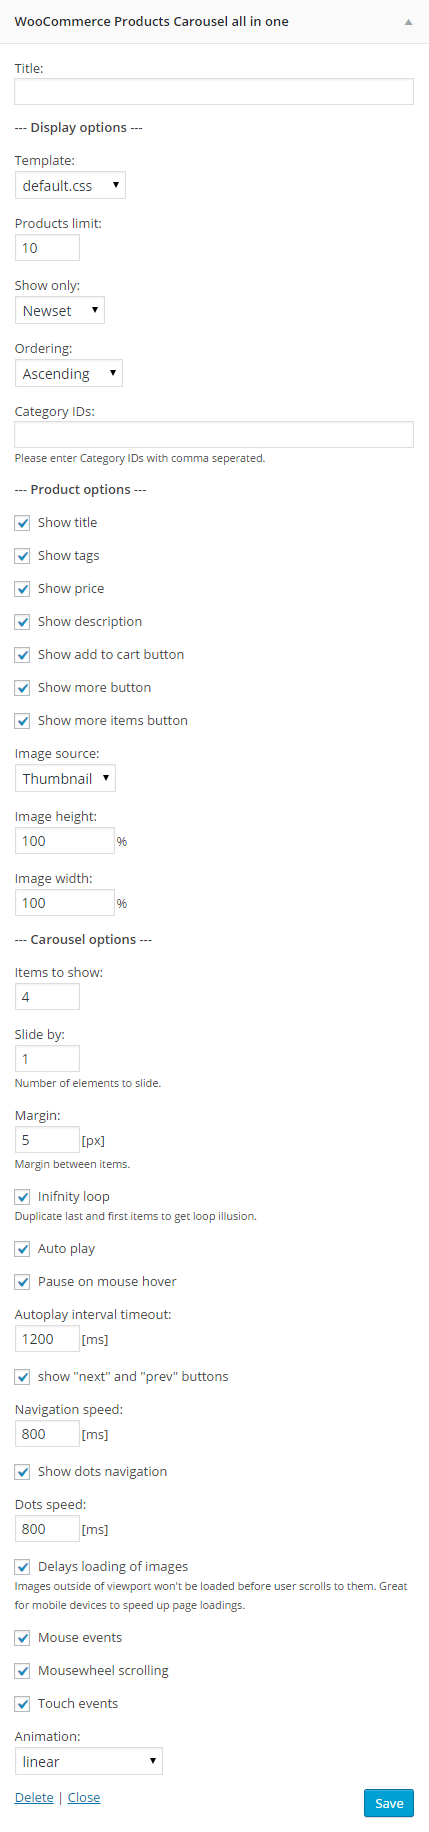 WooCommerce Products Carousel all in one
Title:
--- Display options ---
Template:
default.css
Products limit:
10
Show only:
Newset
Ordering:
Ascending
Category IDs:
Please enter Category IDs with comma seperated.
--- Product options ---
Show title
Show tags
Show price
Show description
Show add to cart button
Show more button
Show more items button
Image source:
Thumbnail
Image height:
100 %
Image width:
100 %
--- Carousel options ---
Items to show:
4
Slide by:
1
Number of elements to slide.
Margin:
5 [px]
Margin between items.
Inifnity loop
Duplicate last and first items to get loop illusion.
Auto play
Pause on mouse hover
Autoplay interval timeout:
1200 [ms]
show "next" and "prev" buttons
Navigation speed:
800 [ms]
Show dots navigation
Dots speed:
800 [ms]
Delays loading of images
Images outside of viewport won't be loaded before user scrolls to them. Great
for mobile devices to speed up page loadings.
Mouse events
Mousewheel scrolling
Touch events
Animation:
linear
Delete | Close Save